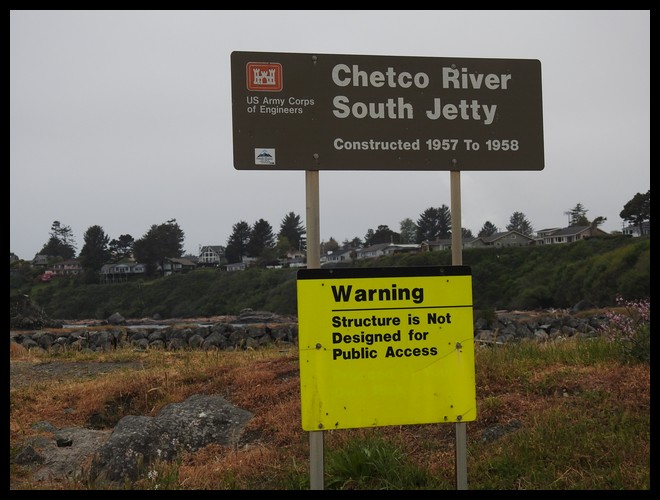 Chetco River
South Jetty
US Army Corps
of Engineers
Constructed 1957 To 1958
Warning
Structure is Not
Designed for
Public Access